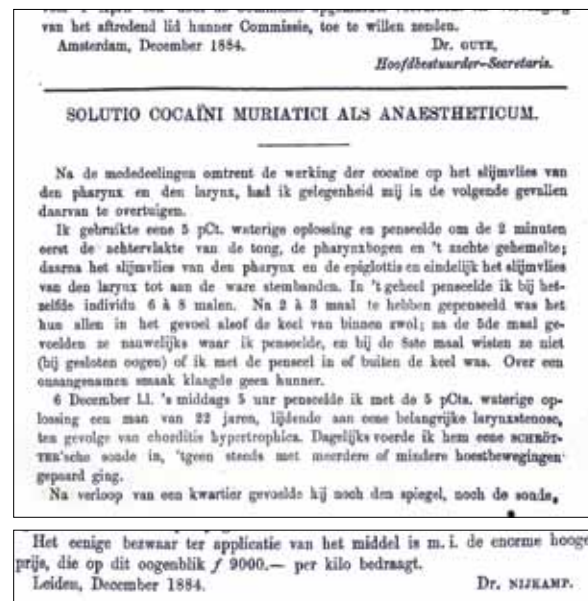 van het aftredend lid hunner Commissie, toe te willen zenden.
Amsterdam, December 1884.
Dr. GUYE,
Hoofdbestuurder-Secretaris.
SOLUTIO COCAÏNI MURIATICI ALS ANAESTHETICUM.
Na de mededeelingen omtrent de werking der cocaïne op het slijmvlies van
den pharynx en den larynx, had ik gelegenheid mij in de volgende gevallen
daarvan te overtuigen.
Ik gebruikte eene 5 pCt. waterige oplossing en penseelde om de 2 minuten
eerst de achtervlakte van de tong, de pharynxbogen en 't zachte gehemelte;
daarna het slijmvlies van den pharynx en de epiglottis en eindelijk het slijmvlies
van den larynx tot aan de ware stembanden. In 't geheel penseelde ik bij het-
zelfde individu 6 à 8 malen. Na 2 à 3 maal te hebben gepenseeld was het
hun allen in het gevoel alsof de keel van binnen zwol; na de 5de maal ge-
voelden ze nauwelijks waar ik penseelde, en bij de 8ste maal wisten ze niet
(bij gesloten oogen) of ik met de penseel in of buiten de keel was. Over een
onaangenamen smaak klaagde geen hunner.
6 December l.l. 's middags 5 uur penseelde ik met de 5 pCts. waterige op-
lossing een man van 22 jaren, lijdende aan eene belangrijke larynxstenose,
ten gevolge van chorditis hypertrophica. Dagelijks voerde ik hem eene SCHRÖT-
TER'sche sonde in, 'tgeen steeds met meerdere of mindere hoestbewegingen
gepaard ging.
Na verloop van een kwartier gevoelde hij noch den spiegel, noch de sonde,
Het eenige bezwaar ter applicatie van het middel is m. i. de enorme hooge
prijs, die op dit oogenblik ƒ 9000.— per kilo bedraagt.
Leiden, December 1884.
Dr. NIJKAMP.